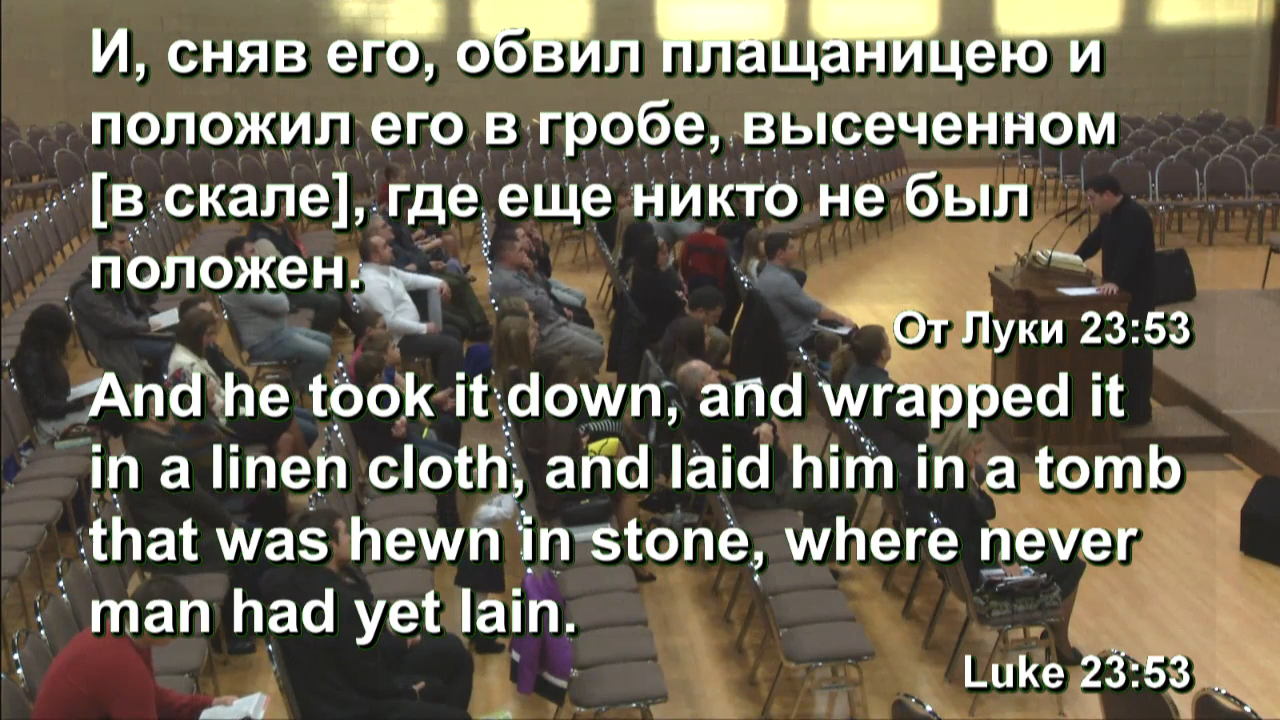 И, сняв его, обвил плащаницею и
положил его в гробе, высеченном
[в скале], где еще никто не был
положен.
От Луки 23:53
And he took it down, and wrapped it
in a linen cloth, and laid him in a tomb
that was hewn in stone, where never
man had yet lain.
Luke 23:53